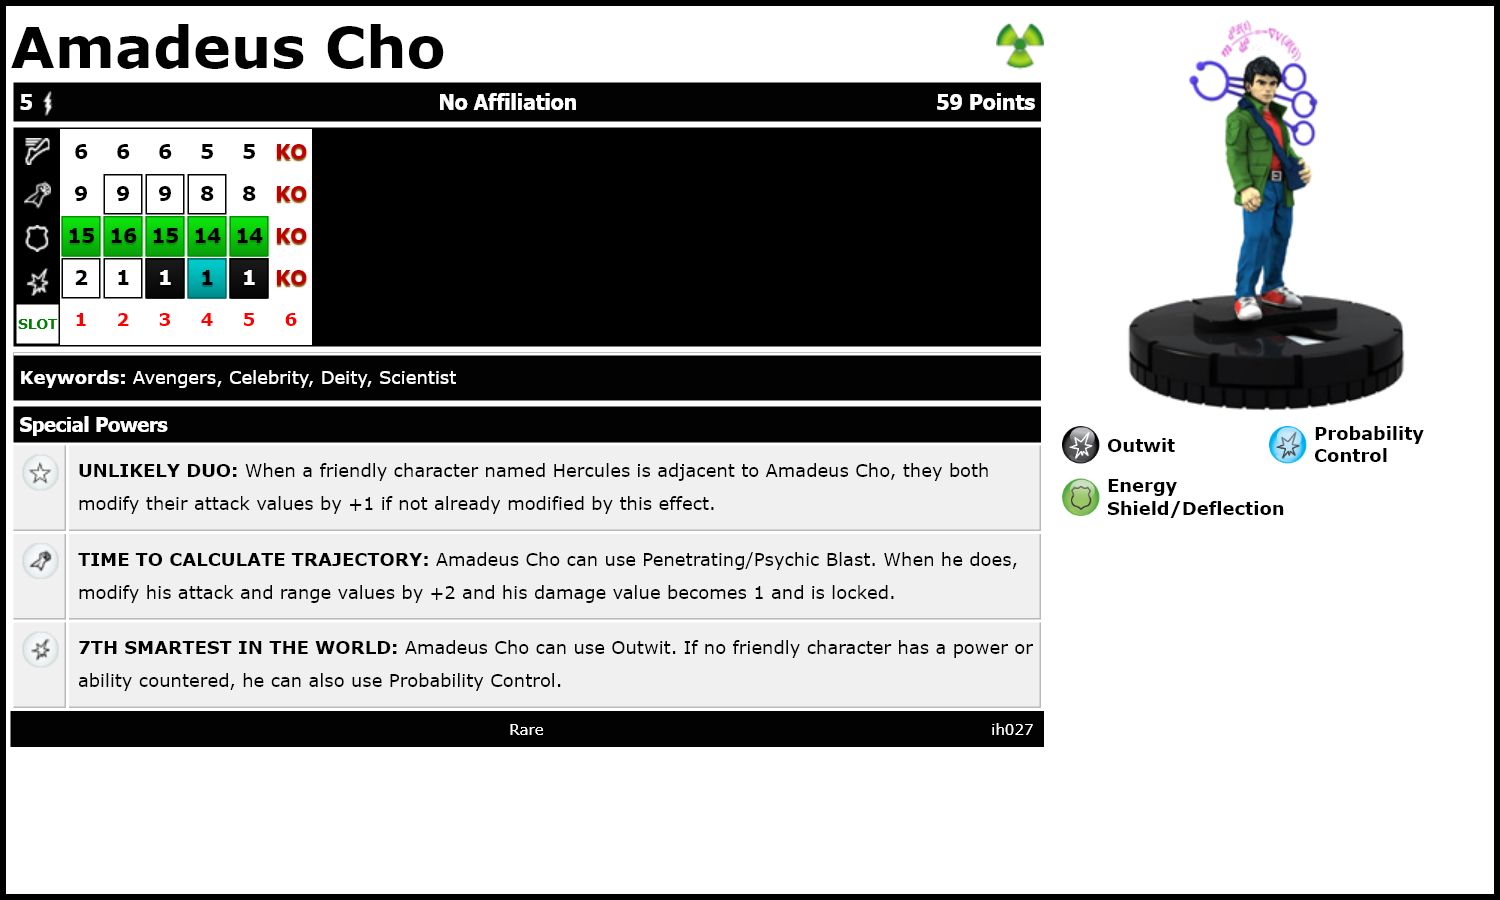 Amadeus Cho
5 No Affiliation 59 Points
6 6 6 5 5 KO
9 9 9 8 8 KO
15 16 15 14 14 KO
2 1 1 1 1 KO
SLOT 1 2 3 4 5 6
Keywords: Avengers, Celebrity, Deity, Scientist
Special Powers
UNLIKELY DUO: When a friendly character named Hercules is adjacent to Amadeus Cho, they both
modify their attack values by +1 if not already modified by this effect.
TIME TO CALCULATE TRAJECTORY: Amadeus Cho can use Penetrating/Psychic Blast. When he does,
modify his attack and range values by +2 and his damage value becomes 1 and is locked.
7TH SMARTEST IN THE WORLD: Amadeus Cho can use Outwit. If no friendly character has a power or
ability countered, he can also use Probability Control.
Rare ih027
Outwit
Probability
Control
Energy
Shield/Deflection